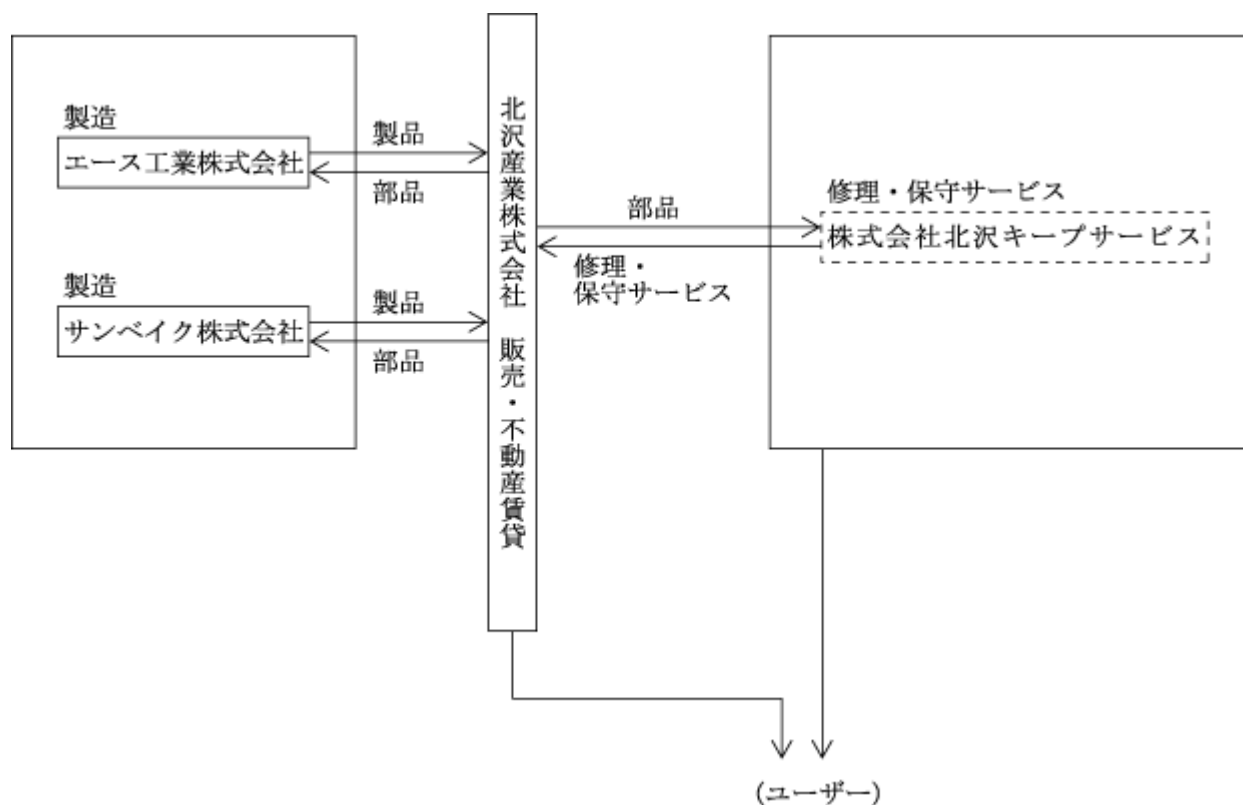 製造
エース工業株式会社
製品
部品
製造
サンベイク株式会社
製品
部品
北沢産業株式会社 販売・不動産賃貸
部品
修理・
保守サービス
修理・保守サービス
株式会社北沢キープサービス
(ユーザー)